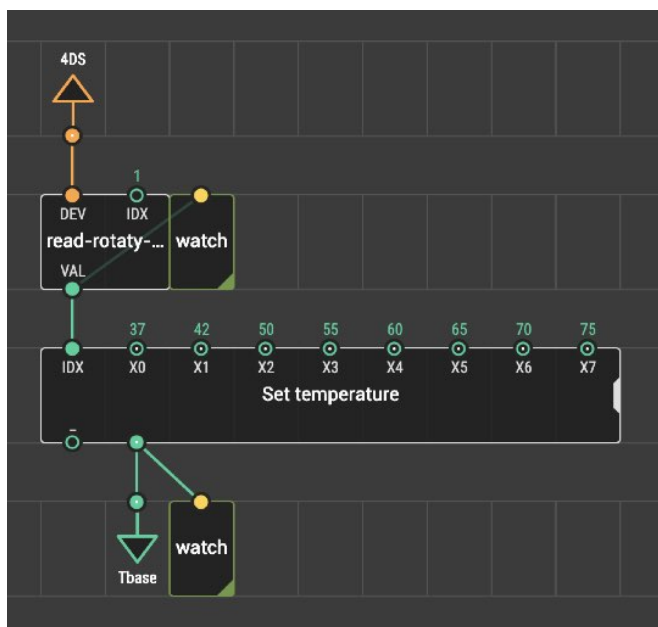 4DS
1
DEV IDX
read-rotaty-... watch
VAL
37 42 50 55 60 65 70 75
IDX X0 X1 X2 X3 X4 X5 X6 X7
Set temperature
–
watch
Tbase